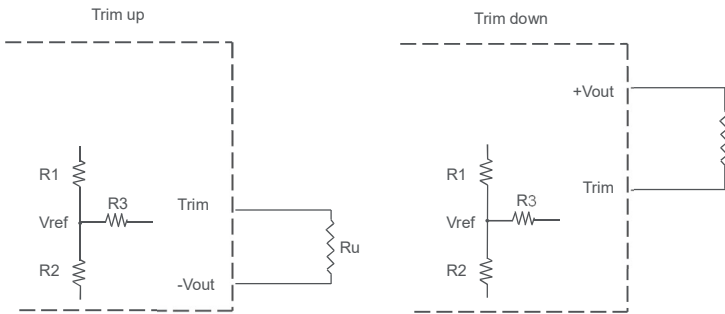 Trim up
R1
Vref
R3
R2
Trim
-Vout
Ru
Trim down
+Vout
R1
Trim
Vref
R3
R2